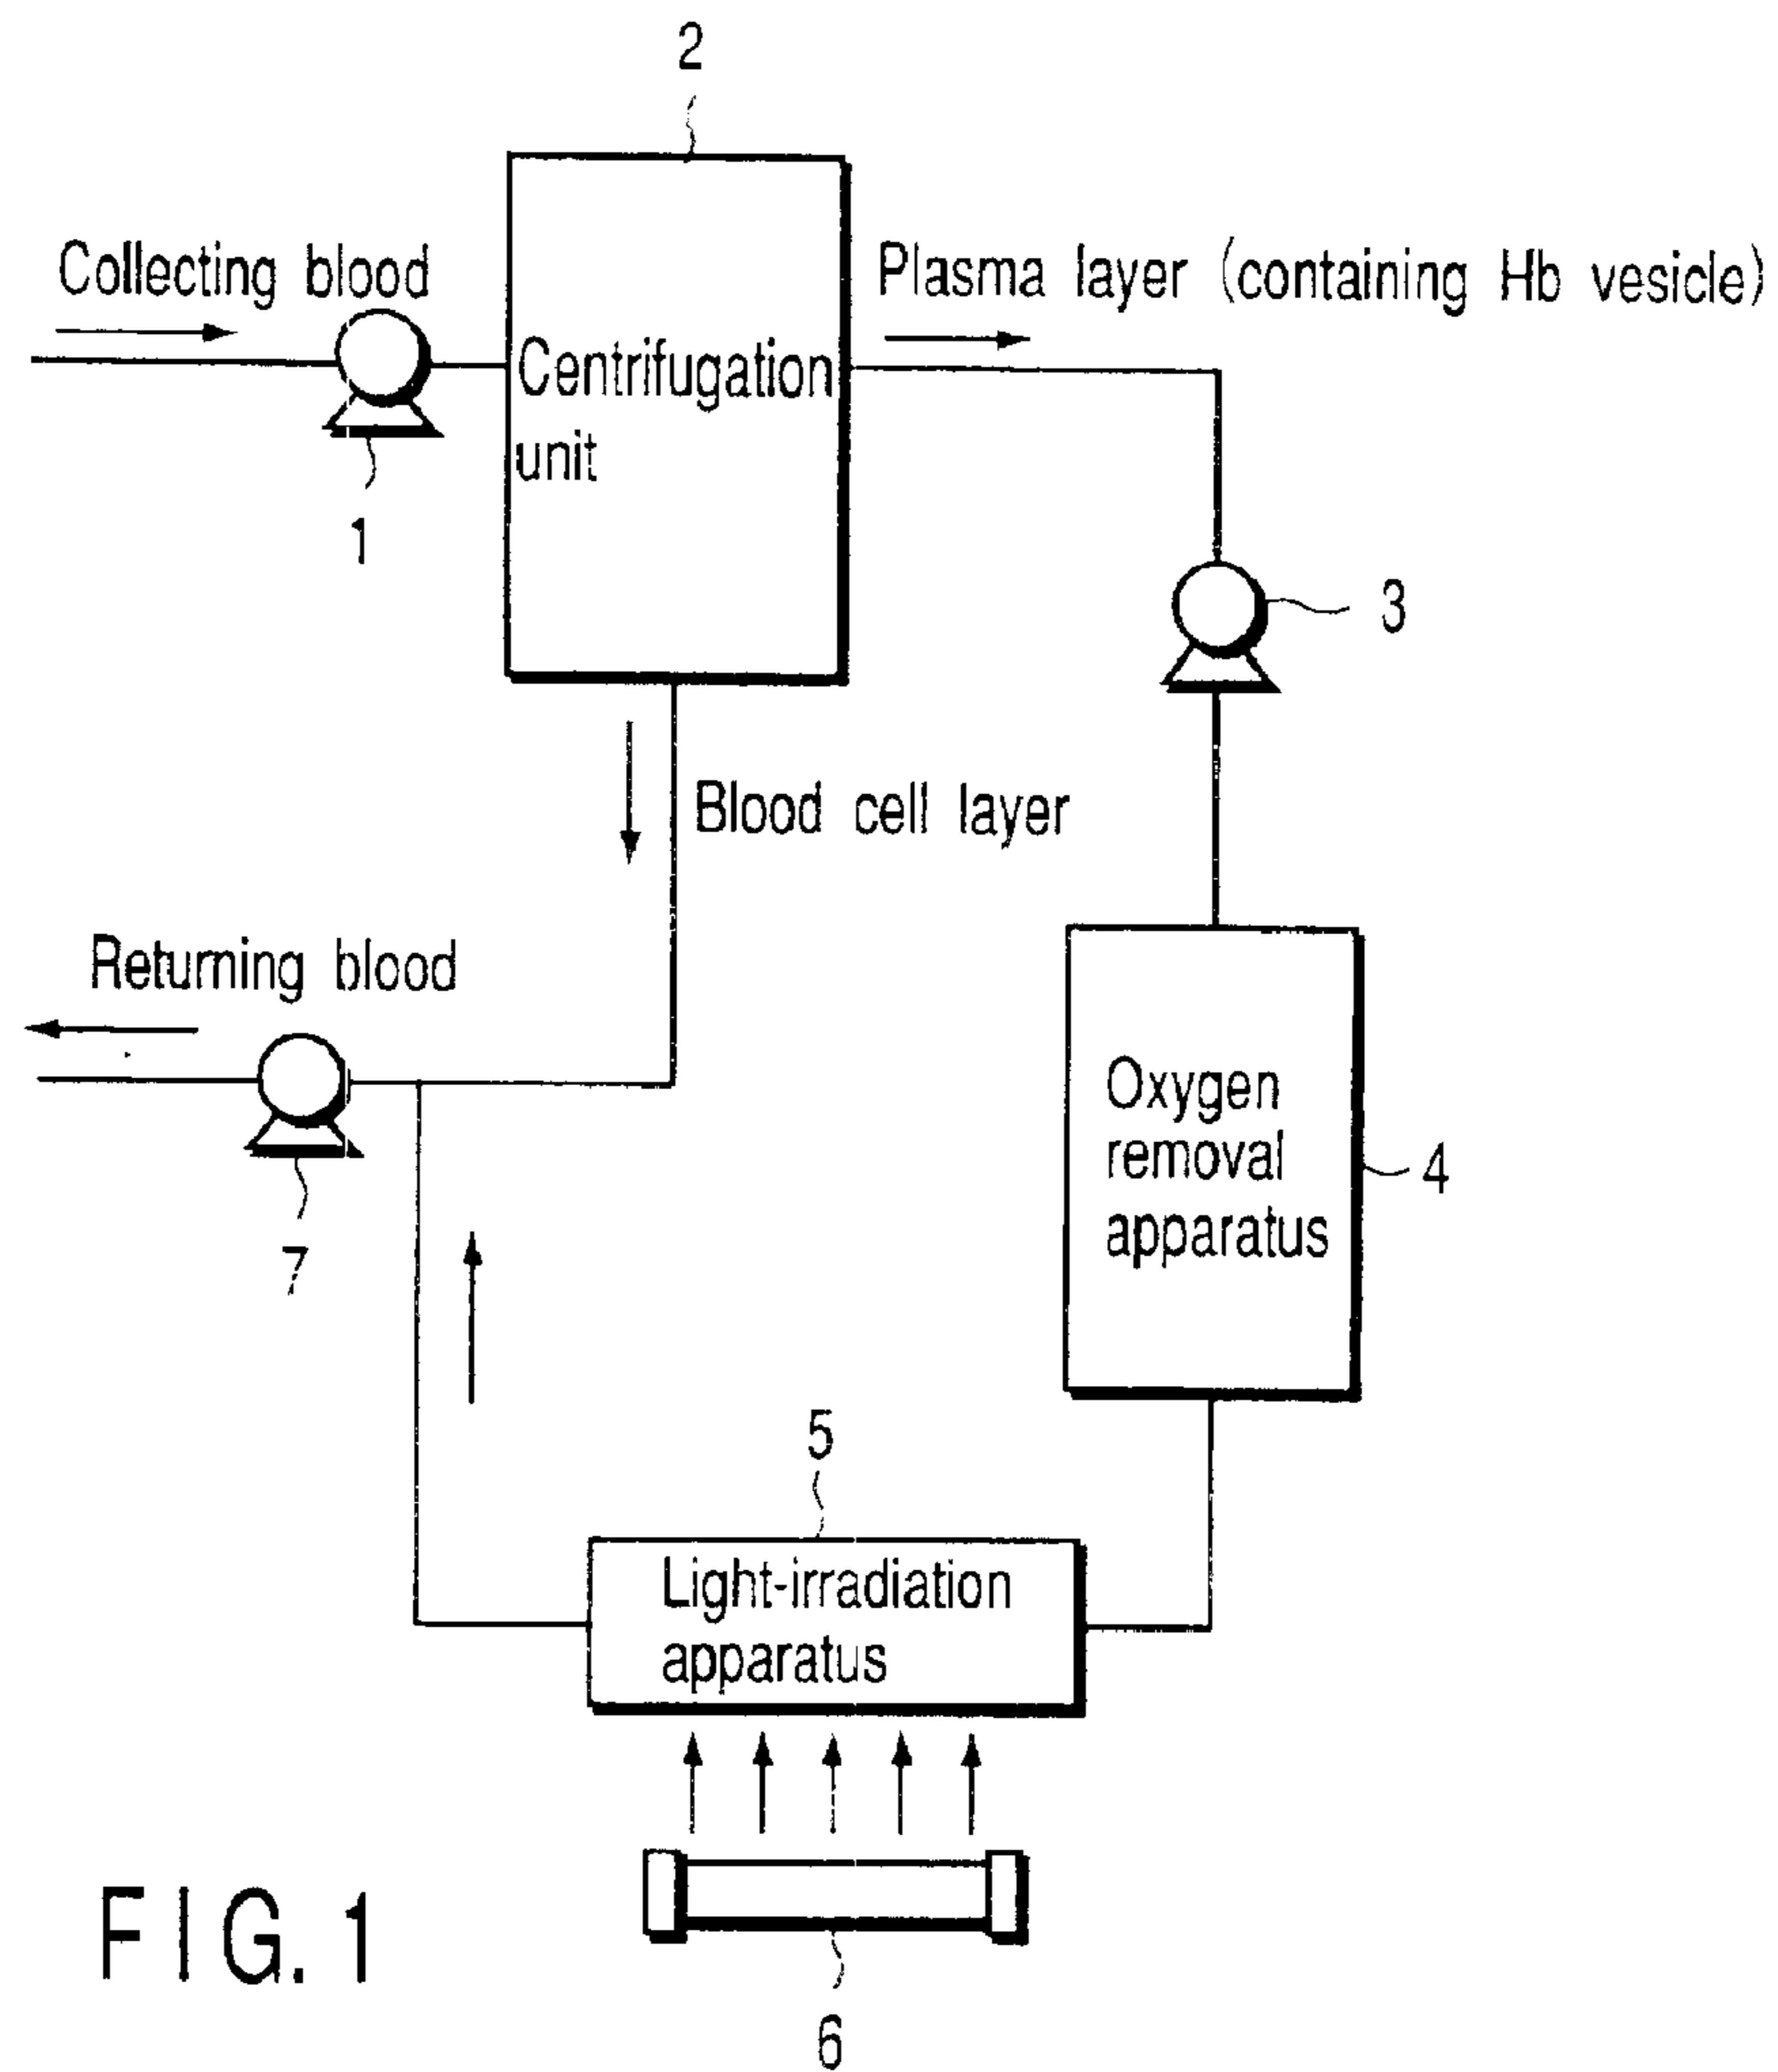 2
Collecting blood
Plasma layer (containing Hb vesicle)
Centrifugation
unit
1
3
Blood cell layer
Returning blood
Oxygen
removal
apparatus
4
7
5
Light-irradiation
apparatus
FIG. 1
6